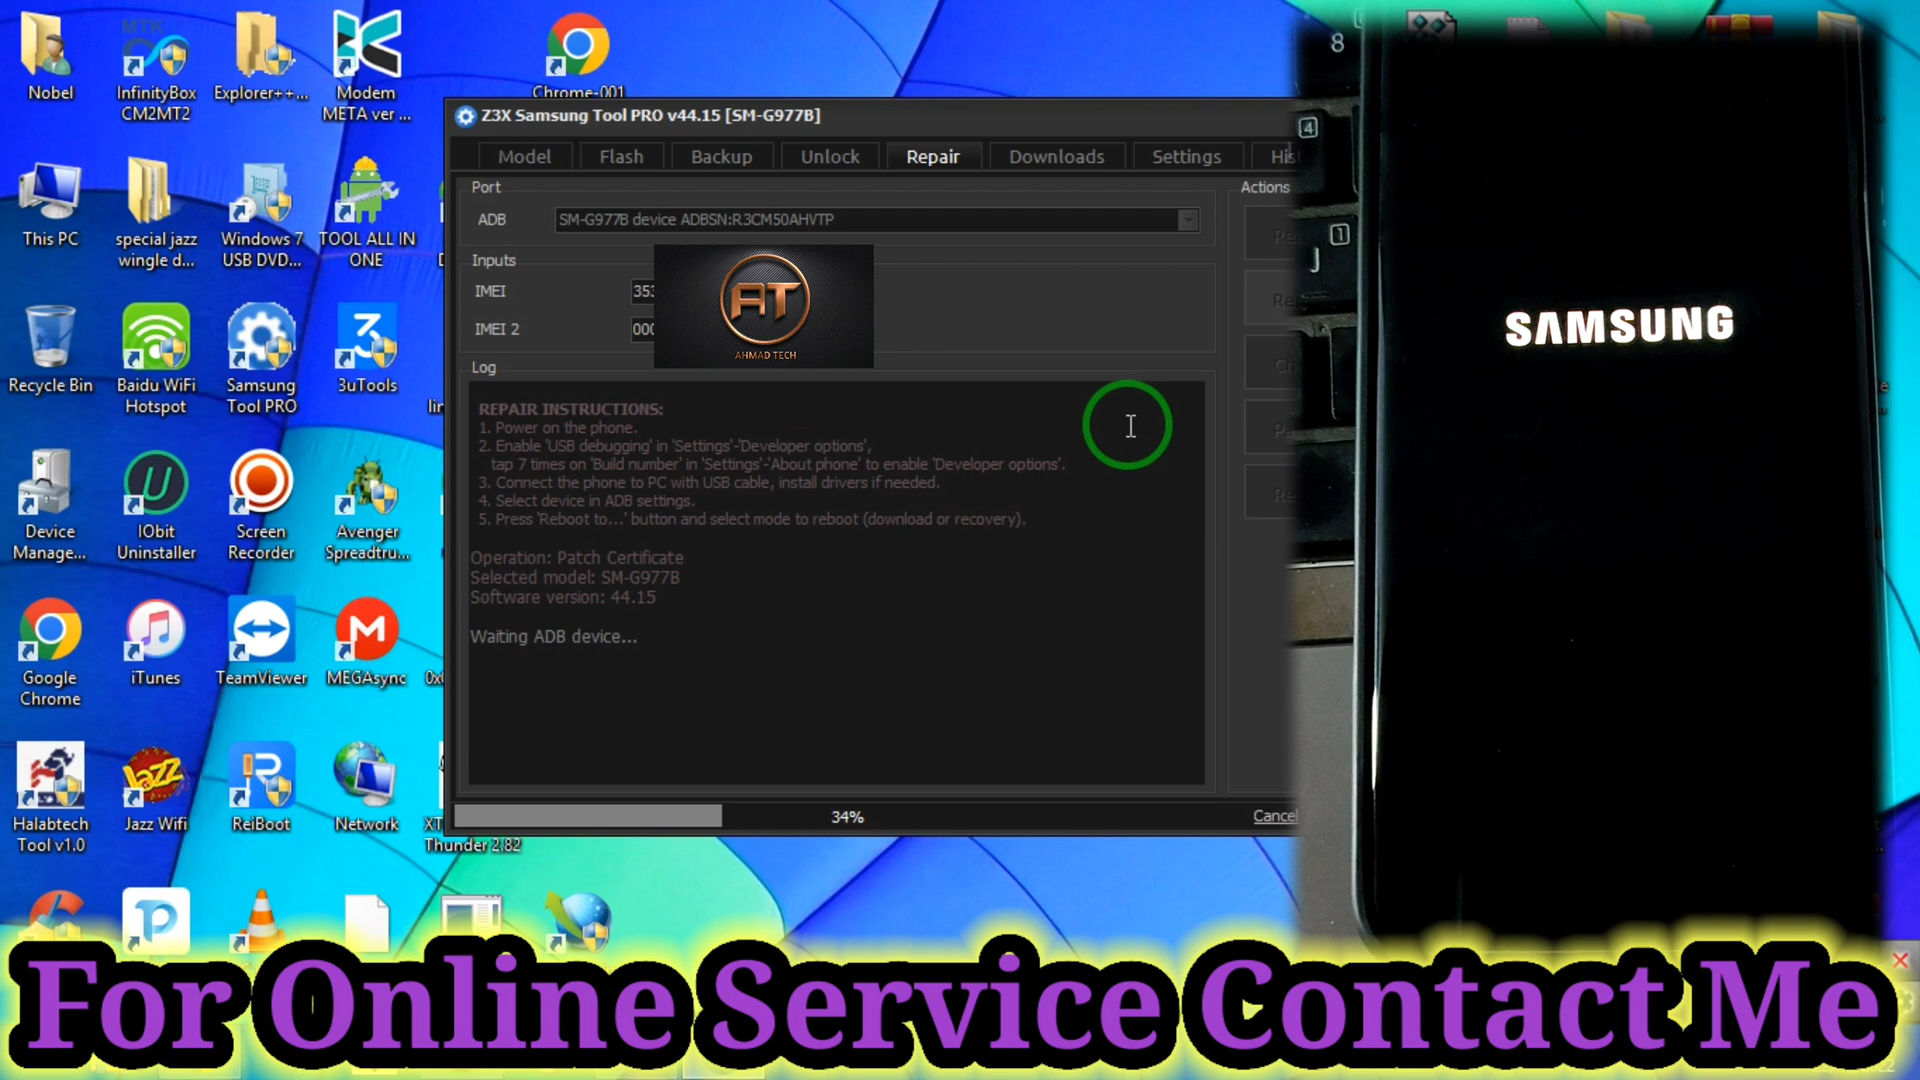 Nobel
MTK
InfinityBox
CM2MT2
Explorer++...
Modem
META ver ...
Chrome-001
This PC
special jazz
wingle d...
Windows 7
USB DVD...
TOOL ALL IN
ONE
Recycle Bin
Baidu WiFi
Hotspot
Samsung
Tool PRO
3uTools
Device
Manage...
IObit
Uninstaller
Screen
Recorder
Avenger
Spreadtru...
Google
Chrome
iTunes
TeamViewer
MEGAsync
Halabtech
Tool v1.0
Jazz
Jazz Wifi
ReiBoot
Network
Thunder 2.82
Z3X Samsung Tool PRO v44.15 [SM-G977B]
Model Flash Backup Unlock Repair Downloads Settings
Port
Actions
ADB SM-G977B device ADBSN:R3CM50AHVTP
Inputs
IMEI 353
IMEI 2 000
AT
AHMAD TECH
Log
REPAIR INSTRUCTIONS:
1. Power on the phone.
2. Enable 'USB debugging' in 'Settings'-'Developer options',
tap 7 times on 'Build number' in 'Settings'-'About phone' to enable 'Developer options'.
3. Connect the phone to PC with USB cable, install drivers if needed.
4. Select device in ADB settings.
5. Press 'Reboot to...' button and select mode to reboot (download or recovery).
Operation: Patch Certificate
Selected model: SM-G977B
Software version: 44.15
Waiting ADB device...
34%
Cancel
8
4
1
J
SAMSUNG
For Online Service Contact Me